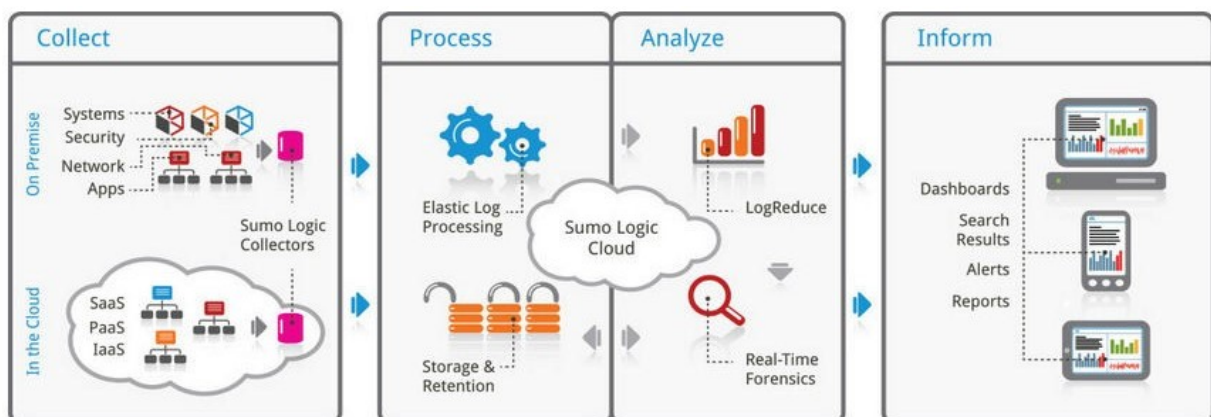 Collect
Process
Analyze
Inform
On Premise
Systems
Security
Network
Apps
Sumo Logic
Collectors
In the Cloud
SaaS
PaaS
IaaS
Elastic Log
Processing
Sumo Logic
Cloud
LogReduce
Storage &
Retention
Real-Time
Forensics
Dashboards
Search
Results
Alerts
Reports